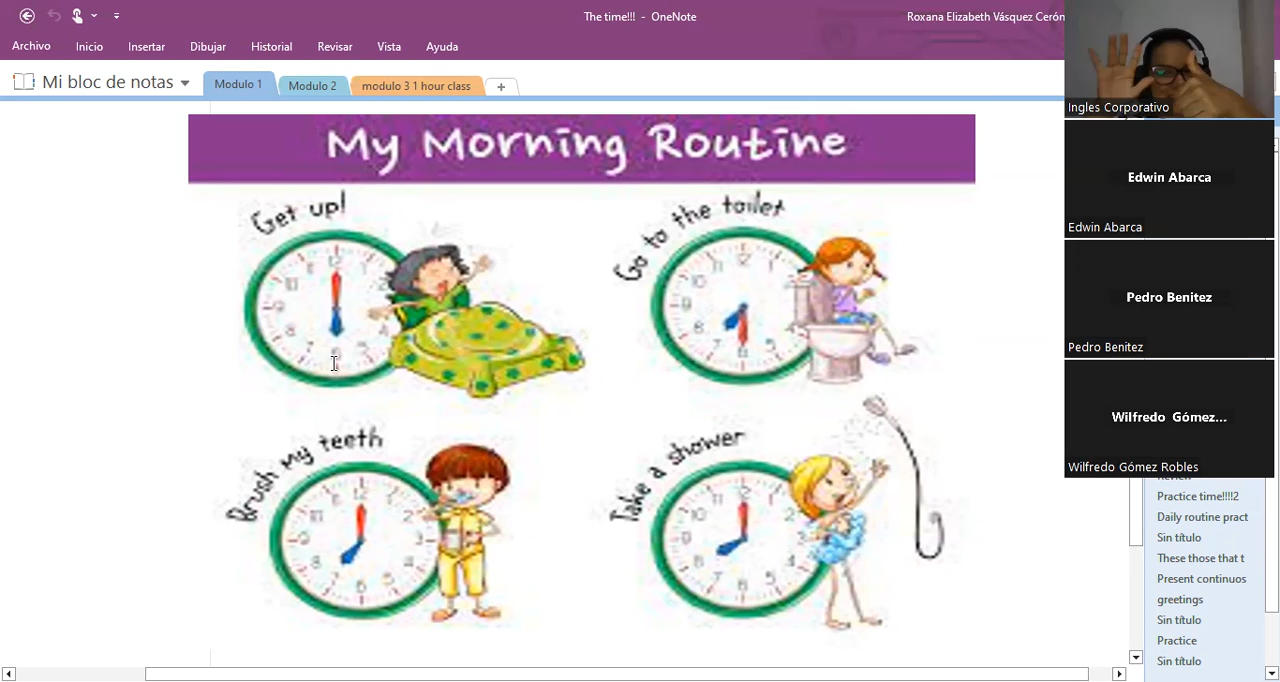 The time!!! - OneNote
Roxana Elizabeth Vásquez Cerón
Archivo
Inicio
Insertar
Dibujar
Historial
Revisar
Vista
Ayuda
Mi bloc de notas
Modulo 1
Modulo 2
modulo 3 1 hour class
My Morning Routine
Get up!
Go to the toilet
Brush my teeth
Take a shower
Ingles Corporativo
Edwin Abarca
Edwin Abarca
Pedro Benitez
Pedro Benitez
Wilfredo Gómez...
Wilfredo Gómez Robles
Practice time!!!!2
Daily routine pract
Sin título
These those that t
Present continuos
greetings
Sin título
Practice
Sin título